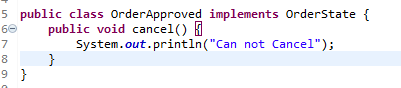 5 public class OrderApproved implements OrderState {
6 public void cancel() {
7 System.out.println("Can not Cancel");
8 }
9 }